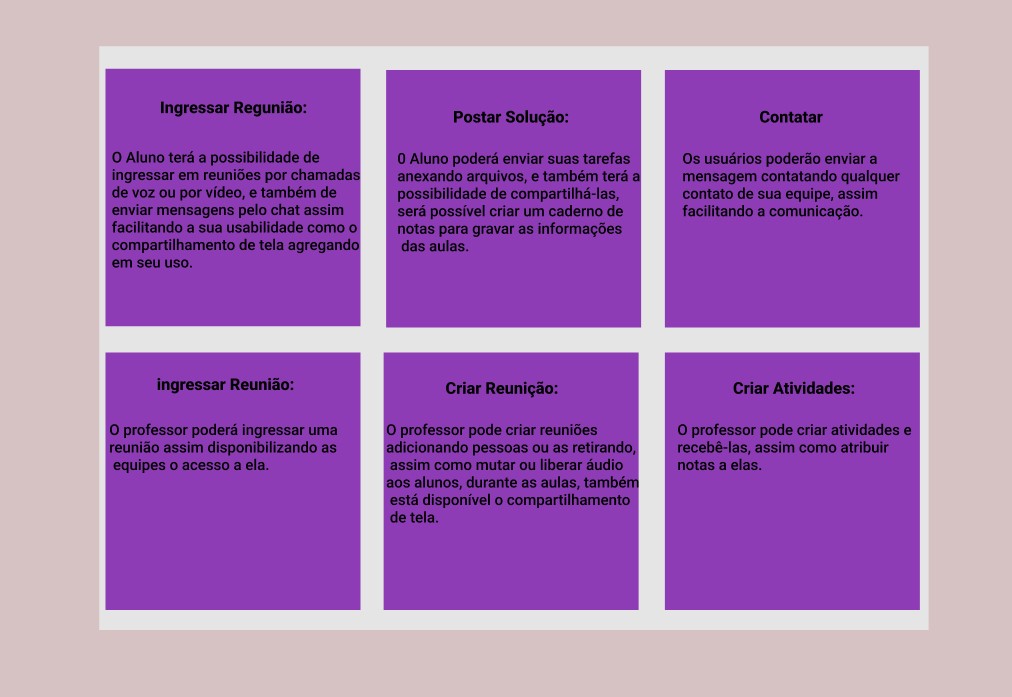 Ingressar Regunião:
O Aluno terá a possibilidade de
ingressar em reuniões por chamadas
de voz ou por vídeo, e também de
enviar mensagens pelo chat assim
facilitando a sua usabilidade como o
compartilhamento de tela agregando
em seu uso.
Postar Solução:
0 Aluno poderá enviar suas tarefas
anexando arquivos, e também terá a
possibilidade de compartilhá-las,
será possível criar um caderno de
notas para gravar as informações
das aulas.
Contatar
Os usuários poderão enviar a
mensagem contatando qualquer
contato de sua equipe, assim
facilitando a comunicação.
ingressar Reunião:
O professor poderá ingressar uma
reunião assim disponibilizando as
equipes o acesso a ela.
Criar Reunição:
O professor pode criar reuniões
adicionando pessoas ou as retirando,
assim como mutar ou liberar áudio
aos alunos, durante as aulas, também
está disponível o compartilhamento
de tela.
Criar Atividades:
O professor pode criar atividades e
recebê-las, assim como atribuir
notas a elas.